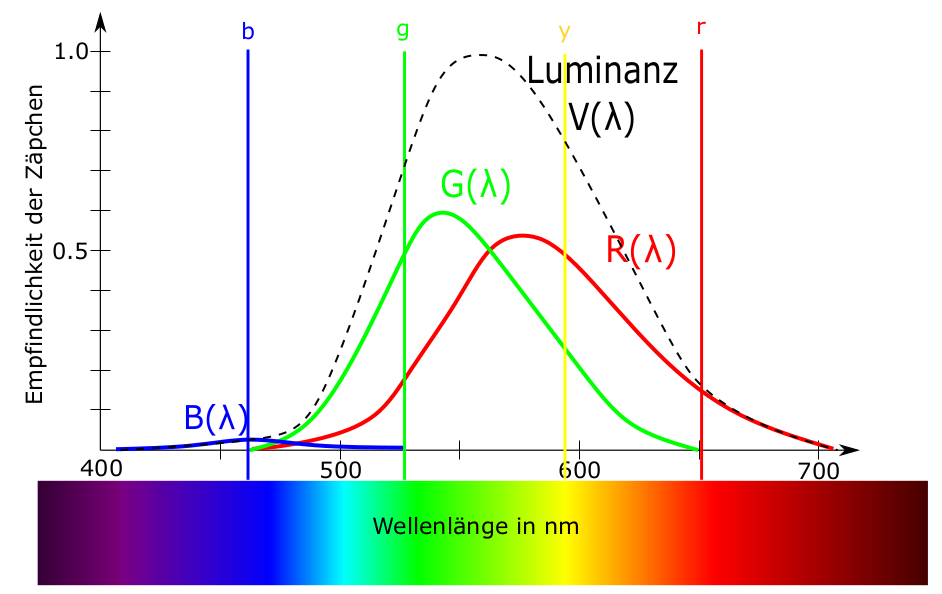 b
g
y
r
1.0
Luminanz
V(λ)
G(λ)
0.5
R(λ)
Empfindlichkeit der Zäpchen
B(λ)
400
500
600
700
Wellenlänge in nm